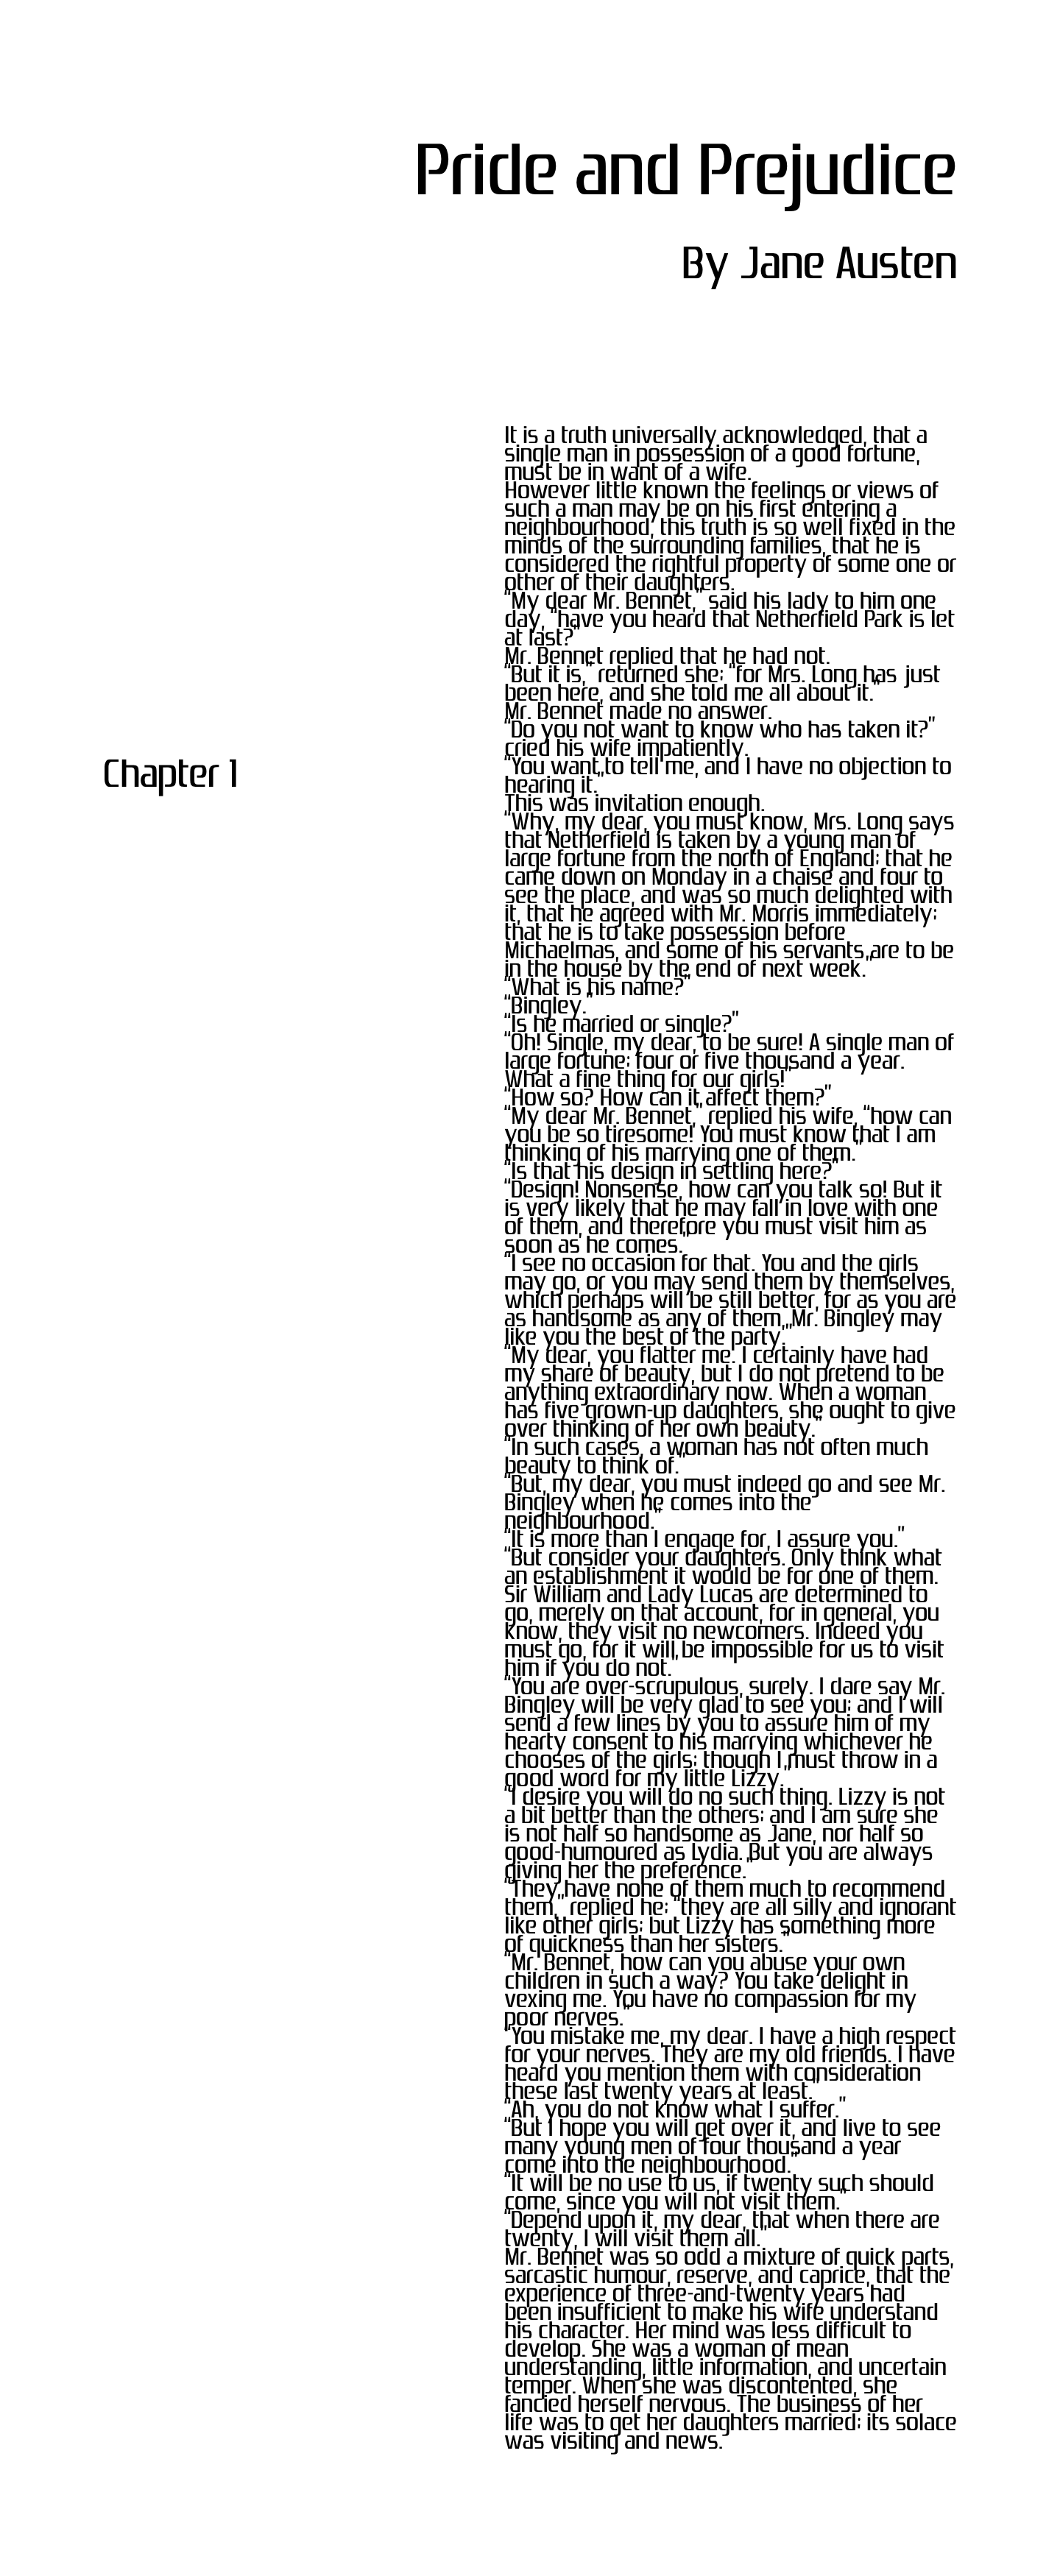 Pride and Prejudice
By Jane Austen
Chapter 1
It is a truth universally acknowledged, that a
single man in possession of a good fortune,
must be in want of a wife.
However little known the feelings or views of
such a man may be on his first entering a
neighbourhood, this truth is so well fixed in the
minds of the surrounding families, that he is
considered the rightful property of some one or
other of their daughters.
“My dear Mr. Bennet,” said his lady to him one
day, “have you heard that Netherfield Park is let
at last?”
Mr. Bennet replied that he had not.
“But it is,” returned she; “for Mrs. Long has just
been here, and she told me all about it.”
Mr. Bennet made no answer.
“Do you not want to know who has taken it?”
cried his wife impatiently.
“You want to tell me, and I have no objection to
hearing it.”
This was invitation enough.
“Why, my dear, you must know, Mrs. Long says
that Netherfield is taken by a young man of
large fortune from the north of England; that he
came down on Monday in a chaise and four to
see the place, and was so much delighted with
it, that he agreed with Mr. Morris immediately;
that he is to take possession before
Michaelmas, and some of his servants are to be
in the house by the end of next week.”
“What is his name?”
“Bingley.”
“Is he married or single?”
“Oh! Single, my dear, to be sure! A single man of
large fortune; four or five thousand a year.
What a fine thing for our girls!”
“How so? How can it affect them?”
“My dear Mr. Bennet,” replied his wife, “how can
you be so tiresome! You must know that I am
thinking of his marrying one of them.”
“Is that his design in settling here?”
“Design! Nonsense, how can you talk so! But it
is very likely that he may fall in love with one
of them, and therefore you must visit him as
soon as he comes.”
“I see no occasion for that. You and the girls
may go, or you may send them by themselves,
which perhaps will be still better, for as you are
as handsome as any of them, Mr. Bingley may
like you the best of the party.”
“My dear, you flatter me. I certainly have had
my share of beauty, but I do not pretend to be
anything extraordinary now. When a woman
has five grown-up daughters, she ought to give
over thinking of her own beauty.”
“In such cases, a woman has not often much
beauty to think of.”
“But, my dear, you must indeed go and see Mr.
Bingley when he comes into the
neighbourhood.”
“It is more than I engage for, I assure you.”
“But consider your daughters. Only think what
an establishment it would be for one of them.
Sir William and Lady Lucas are determined to
go, merely on that account, for in general, you
know, they visit no newcomers. Indeed you
must go, for it will be impossible for us to visit
him if you do not.”
“You are over-scrupulous, surely. I dare say Mr.
Bingley will be very glad to see you; and I will
send a few lines by you to assure him of my
hearty consent to his marrying whichever he
chooses of the girls; though I must throw in a
good word for my little Lizzy.”
“I desire you will do no such thing. Lizzy is not
a bit better than the others; and I am sure she
is not half so handsome as Jane, nor half so
good-humoured as Lydia. But you are always
giving her the preference.”
“They have none of them much to recommend
them,” replied he; “they are all silly and ignorant
like other girls; but Lizzy has something more
of quickness than her sisters.”
“Mr. Bennet, how can you abuse your own
children in such a way? You take delight in
vexing me. You have no compassion for my
poor nerves.”
“You mistake me, my dear. I have a high respect
for your nerves. They are my old friends. I have
heard you mention them with consideration
these last twenty years at least.”
“Ah, you do not know what I suffer.”
“But I hope you will get over it, and live to see
many young men of four thousand a year
come into the neighbourhood.”
“It will be no use to us, if twenty such should
come, since you will not visit them.”
“Depend upon it, my dear, that when there are
twenty, I will visit them all.”
Mr. Bennet was so odd a mixture of quick parts,
sarcastic humour, reserve, and caprice, that the
experience of three-and-twenty years had
been insufficient to make his wife understand
his character. Her mind was less difficult to
develop. She was a woman of mean
understanding, little information, and uncertain
temper. When she was discontented, she
fancied herself nervous. The business of her
life was to get her daughters married; its solace
was visiting and news.